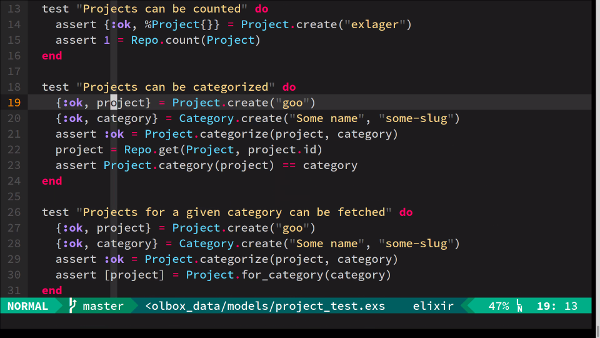 13 test "Projects can be counted" do
14 assert {:ok, %Project{}} = Project.create("exlager")
15 assert 1 = Repo.count(Project)
16 end
17
18 test "Projects can be categorized" do
19 {:ok, project} = Project.create("goo")
20 {:ok, category} = Category.create("Some name", "some-slug")
21 assert :ok = Project.categorize(project, category)
22 project = Repo.get(Project, project.id)
23 assert Project.category(project) == category
24 end
25
26 test "Projects for a given category can be fetched" do
27 {:ok, project} = Project.create("goo")
28 {:ok, category} = Category.create("Some name", "some-slug")
29 assert :ok = Project.categorize(project, category)
30 assert [project] = Project.for_category(category)
31 end
NORMAL master <olbox_data/models/project_test.exs elixir 47% LN 19: 13